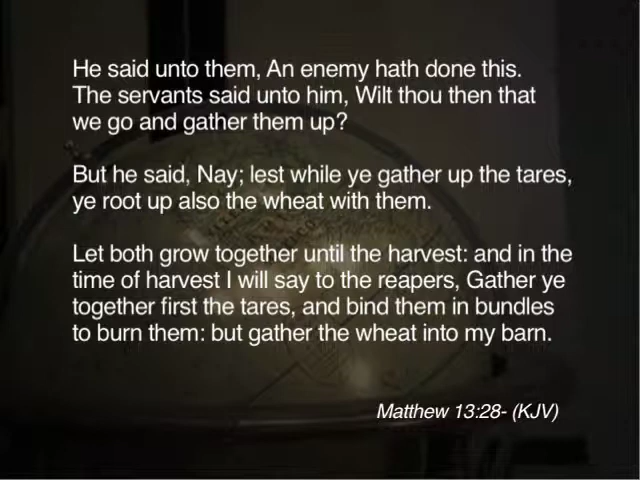 He said unto them, An enemy hath done this.
The servants said unto him, Wilt thou then that
we go and gather them up?
But he said, Nay; lest while ye gather up the tares,
ye root up also the wheat with them.
Let both grow together until the harvest: and in the
time of harvest I will say to the reapers, Gather ye
together first the tares, and bind them in bundles
to burn them: but gather the wheat into my barn.
Matthew 13:28- (KJV)